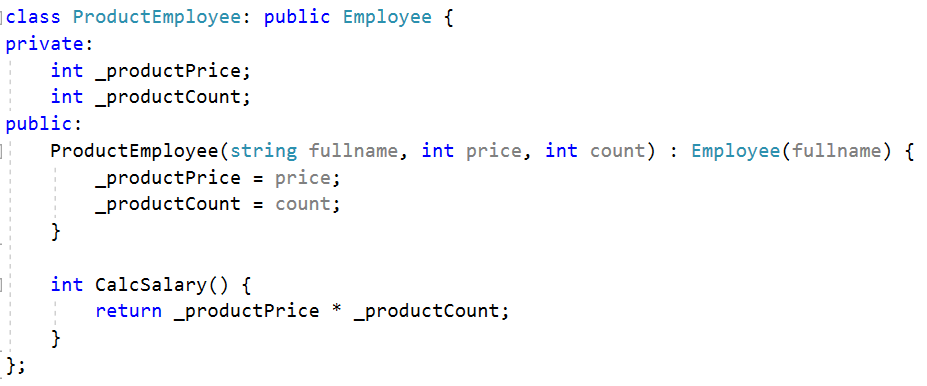 class ProductEmployee: public Employee {
private:
    int _productPrice;
    int _productCount;
public:
    ProductEmployee(string fullname, int price, int count) : Employee(fullname) {
        _productPrice = price;
        _productCount = count;
    }

    int CalcSalary() {
        return _productPrice * _productCount;
    }
};